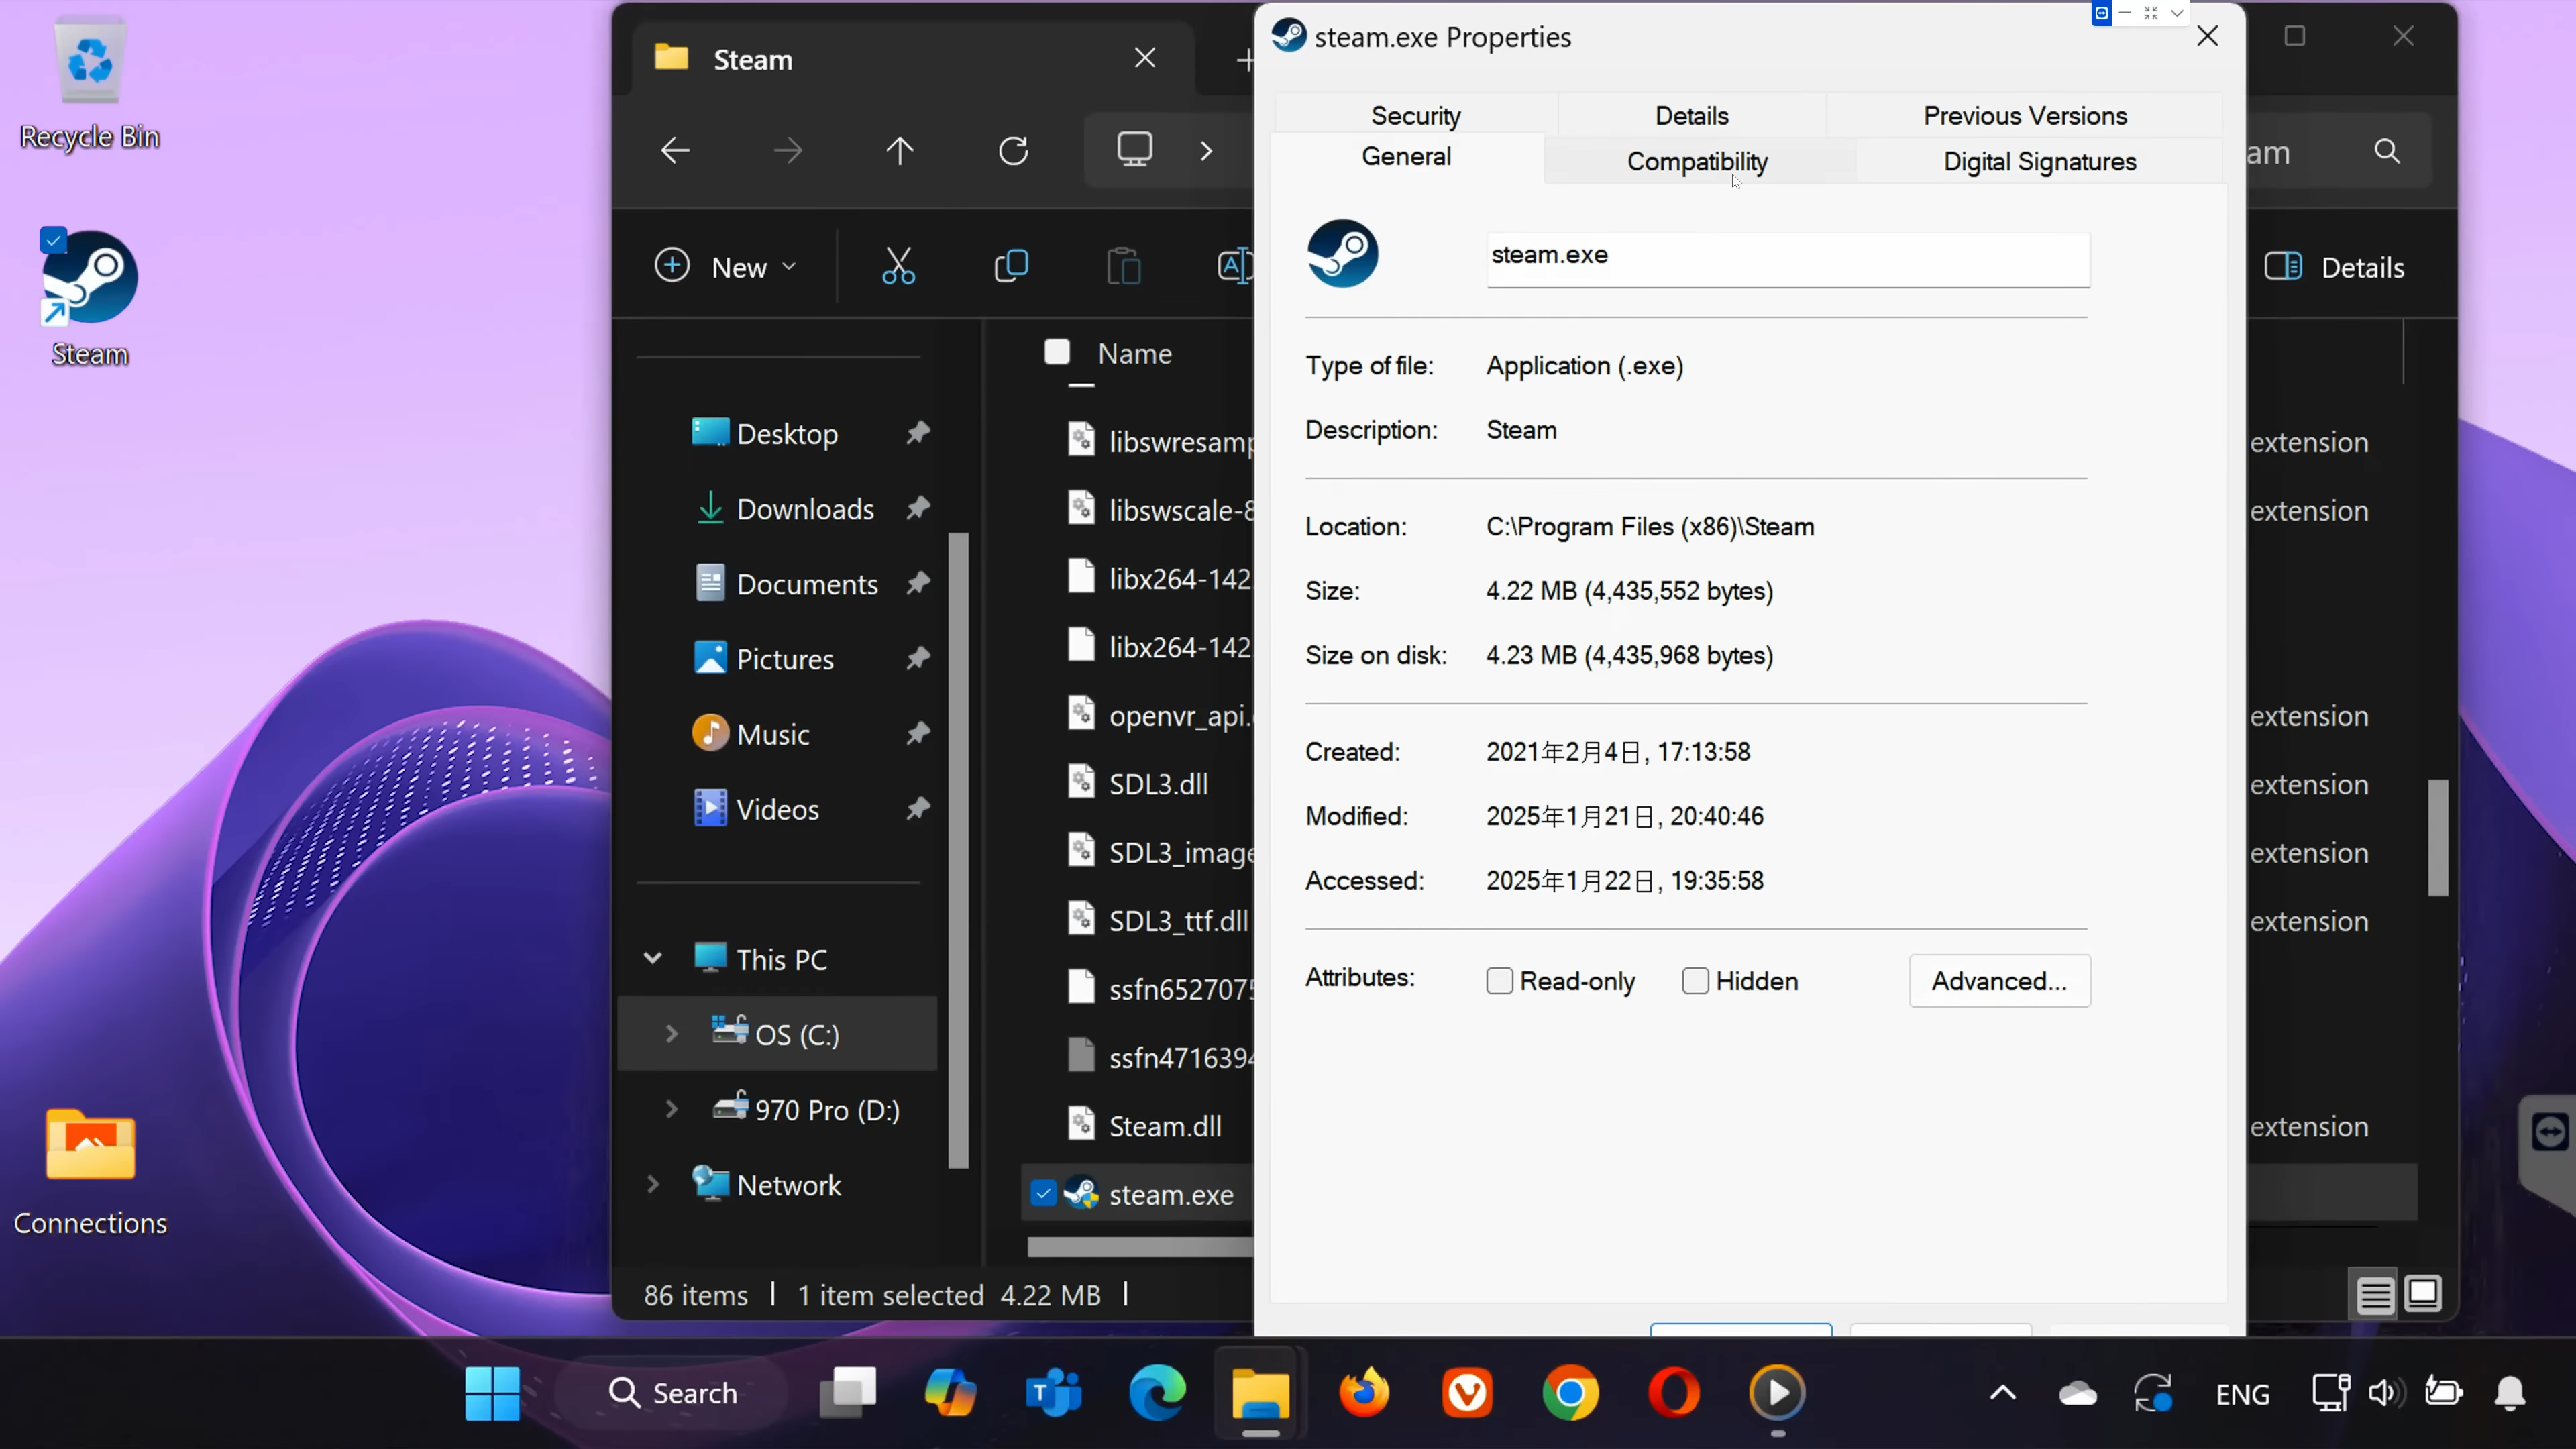 Recycle Bin
Steam
Connections
Steam
New
Details
Name
Desktop
Downloads
Documents
Pictures
Music
Videos
This PC
OS (C:)
970 Pro (D:)
Network
libswresamp
libswscale-8
libx264-142
libx264-142
openvr_api.
SDL3.dll
SDL3_image
SDL3_ttf.dll
ssfn6527075
ssfn4716394
Steam.dll
steam.exe
86 items
1 item selected 4.22 MB
steam.exe Properties
Security
Details
Previous Versions
General
Compatibility
Digital Signatures
steam.exe
Type of file: Application (.exe)
Description: Steam
Location: C:\Program Files (x86)\Steam
Size: 4.22 MB (4,435,552 bytes)
Size on disk: 4.23 MB (4,435,968 bytes)
Created: 2021年2月4日, 17:13:58
Modified: 2025年1月21日, 20:40:46
Accessed: 2025年1月22日, 19:35:58
Attributes: Read-only Hidden Advanced...
am
extension
extension
extension
extension
extension
extension
extension
Search
ENG